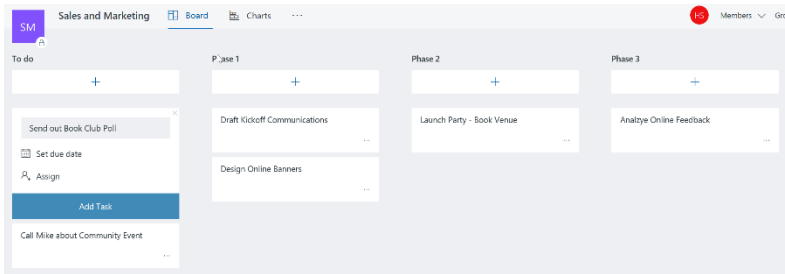 SM
Sales and Marketing
Board
Charts
...
HS
Members
Gro
To do
Phase 1
Phase 2
Phase 3
Send out Book Club Poll
Set due date
Assign
Add Task
Call Mike about Community Event
...
Draft Kickoff Communications
...
Design Online Banners
...
Launch Party - Book Venue
...
Analzye Online Feedback
...